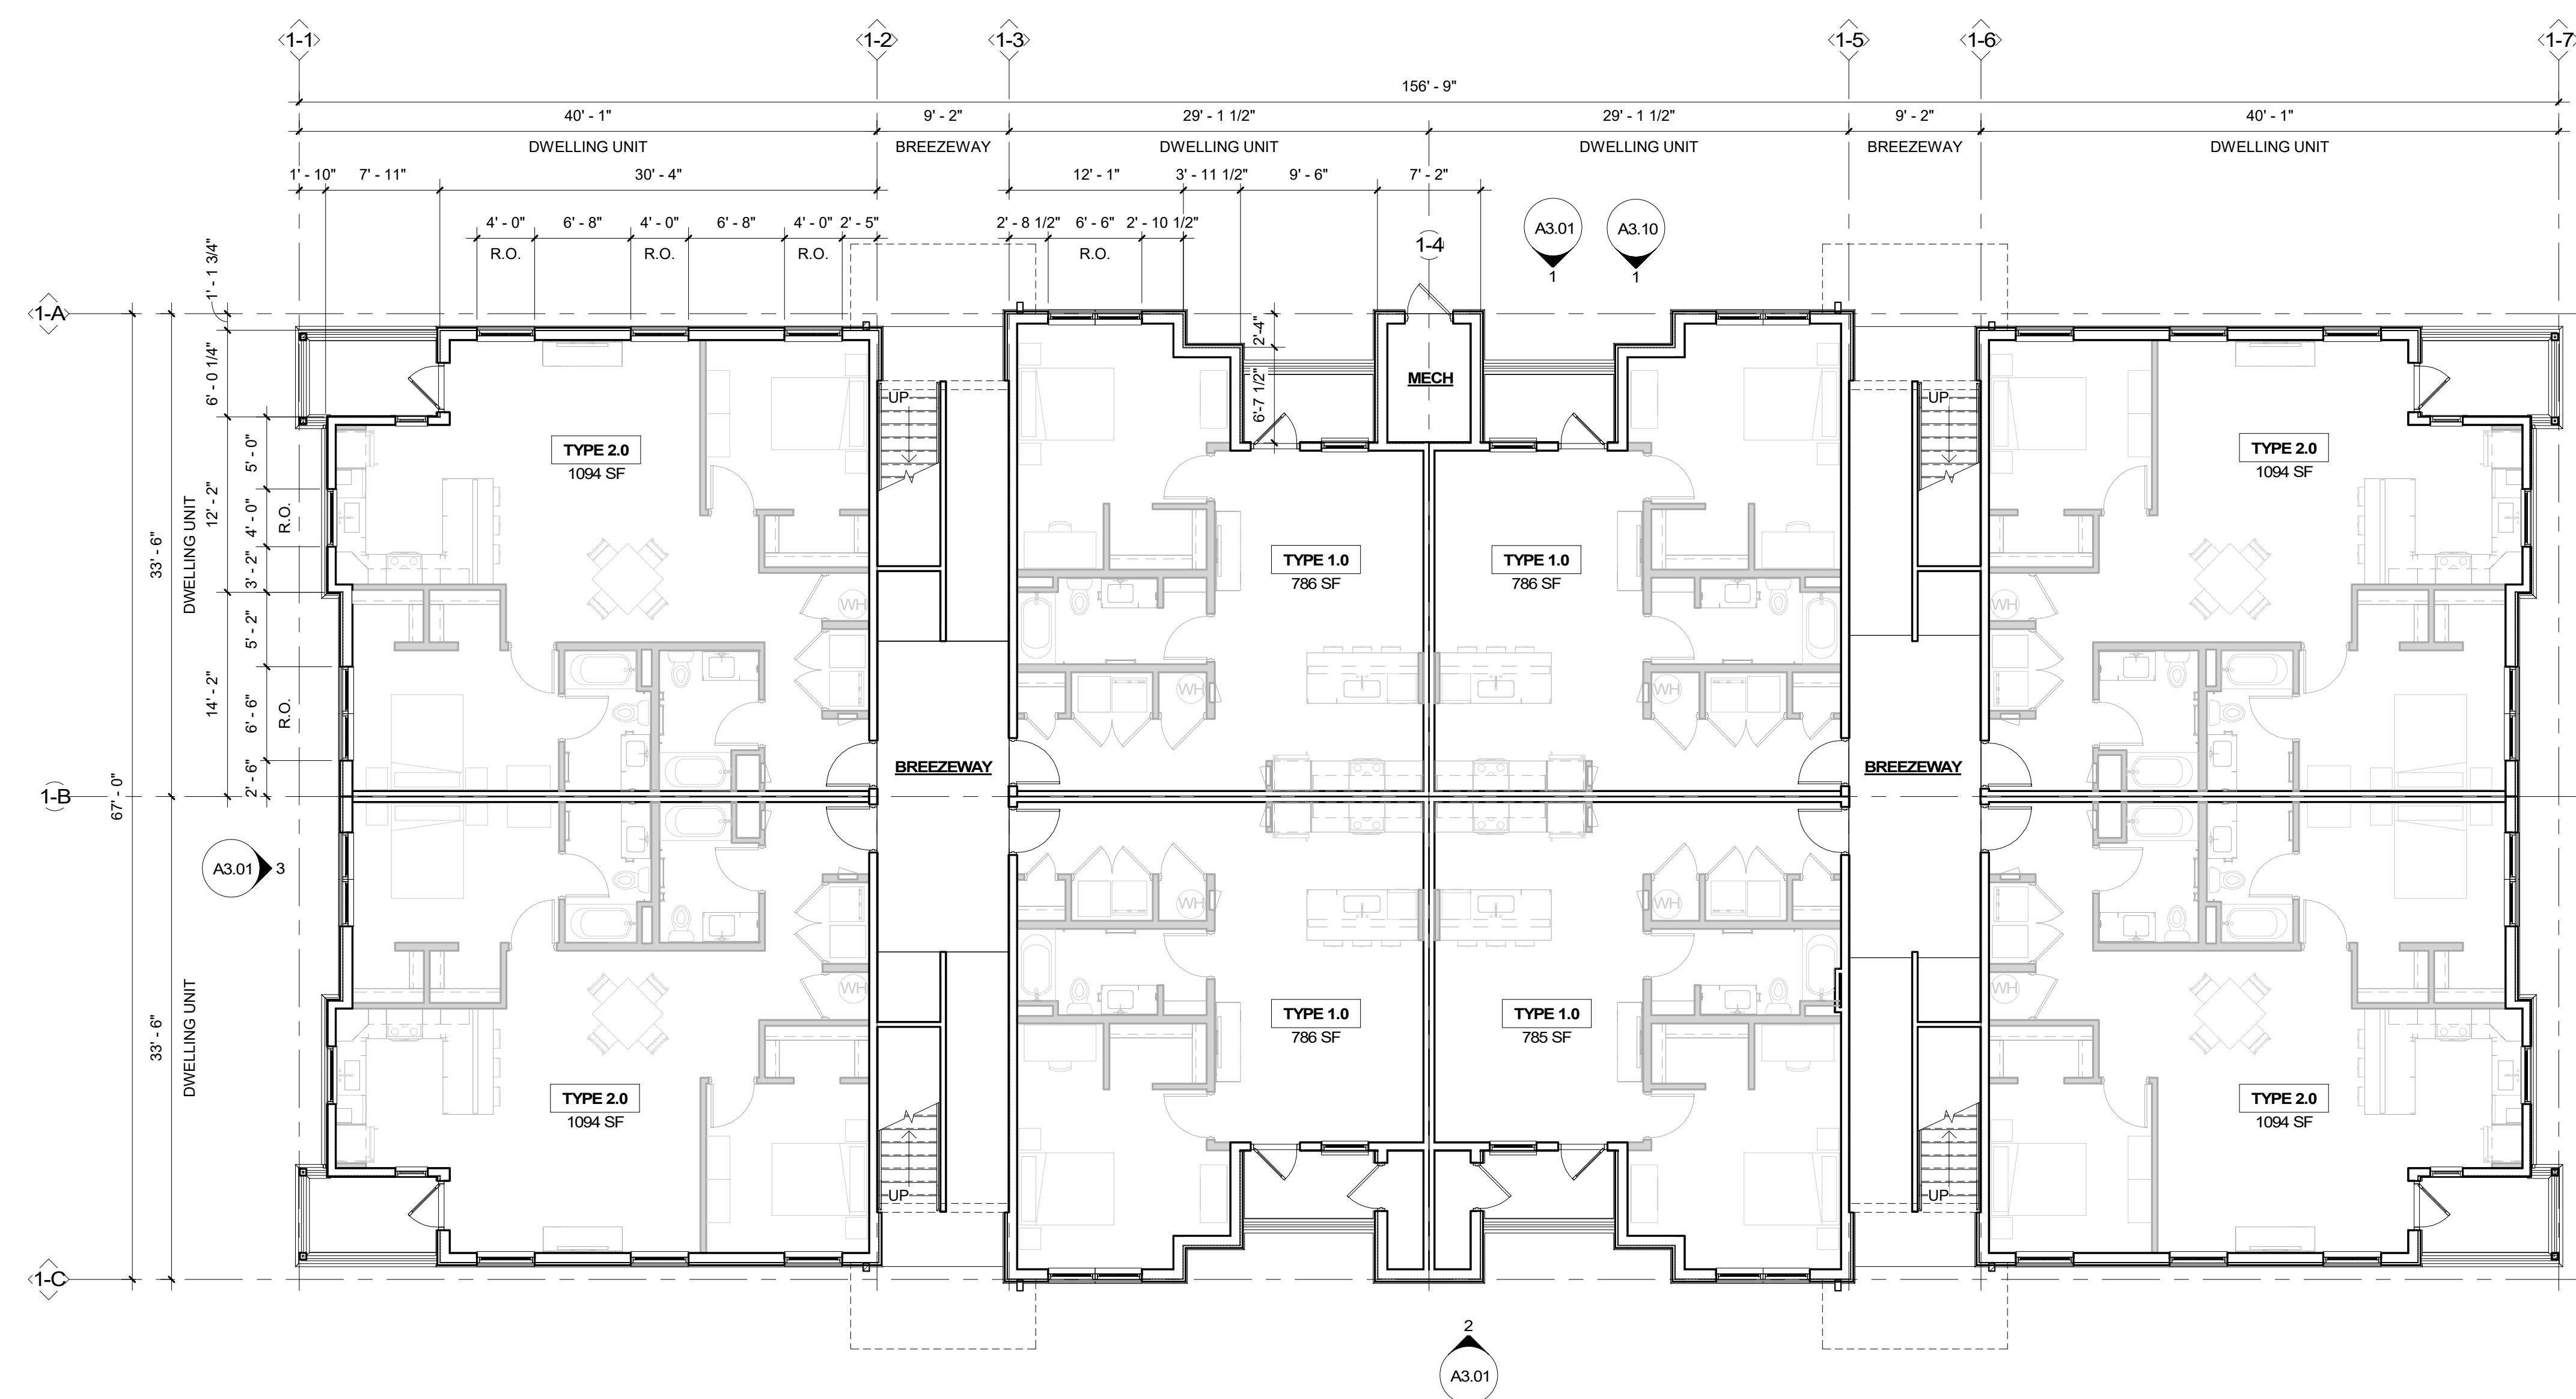 1-1 1-2 1-3 1-5 1-6 1-7
156' - 9"
40' - 1" 9' - 2" 29' - 1 1/2" 29' - 1 1/2" 9' - 2" 40' - 1"
DWELLING UNIT BREEZEWAY DWELLING UNIT DWELLING UNIT BREEZEWAY DWELLING UNIT
1' - 10" 7' - 11" 30' - 4" 12' - 1" 3' - 11 1/2" 9' - 6" 7' - 2"
4' - 0" 6' - 8" 4' - 0" 6' - 8" 4' - 0" 2' - 5" 2' - 8 1/2" 6' - 6" 2' - 10 1/2"
R.O. R.O. R.O. R.O.
A3.01 A3.10
1 1
1-4
1-A
1' - 1 3/4"
6' - 0 1/4"
12' - 2"
14' - 2"
5' - 0"
4' - 0"
R.O.
3' - 2"
5' - 2"
6' - 6"
R.O.
2' - 6"
33' - 6"
DWELLING UNIT
67' - 0"
2'-4"
6'-7 1/2"
MECH
UP UP
TYPE 2.0 TYPE 2.0
1094 SF 1094 SF
TYPE 1.0 TYPE 1.0
786 SF 786 SF
WH WH
WH WH
BREEZEWAY BREEZEWAY
1-B
A3.01 3
WH WH
WH WH
33' - 6"
DWELLING UNIT
TYPE 1.0 TYPE 1.0
786 SF 785 SF
TYPE 2.0 TYPE 2.0
1094 SF 1094 SF
UP UP
1-C
2
A3.01